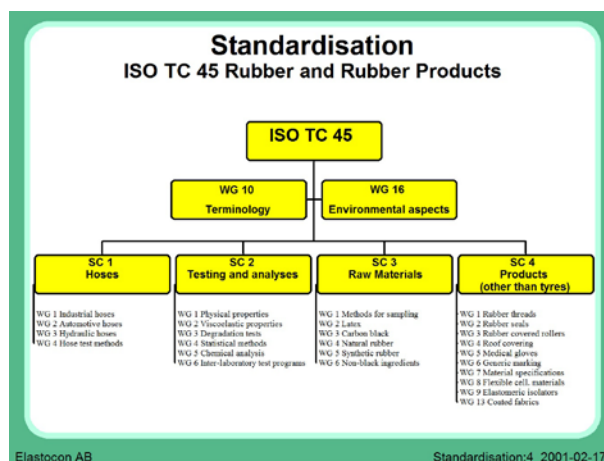 Standardisation
ISO TC 45 Rubber and Rubber Products
ISO TC 45
WG 10
Terminology
WG 16
Environmental aspects
SC 1
Hoses
WG 1 Industrial hoses
WG 2 Automotive hoses
WG 3 Hydraulic hoses
WG 4 Hose test methods
SC 2
Testing and analyses
WG 1 Physical properties
WG 2 Viscoelastic properties
WG 3 Degradation tests
WG 4 Statistical methods
WG 5 Chemical analysis
WG 6 Inter-laboratory test programs
SC 3
Raw Materials
WG 1 Methods for sampling
WG 2 Latex
WG 3 Carbon black
WG 4 Natural rubber
WG 5 Synthetic rubber
WG 6 Non-black ingredients
SC 4
Products
(other than tyres)
WG 1 Rubber threads
WG 2 Rubber seals
WG 3 Rubber covered rollers
WG 4 Roof covering
WG 5 Medical gloves
WG 6 Generic marking
WG 7 Material specifications
WG 8 Flexible cell. materials
WG 9 Elastomeric isolators
WG 13 Coated fabrics
Elastocon AB
Standardisation:4 2001-02-17